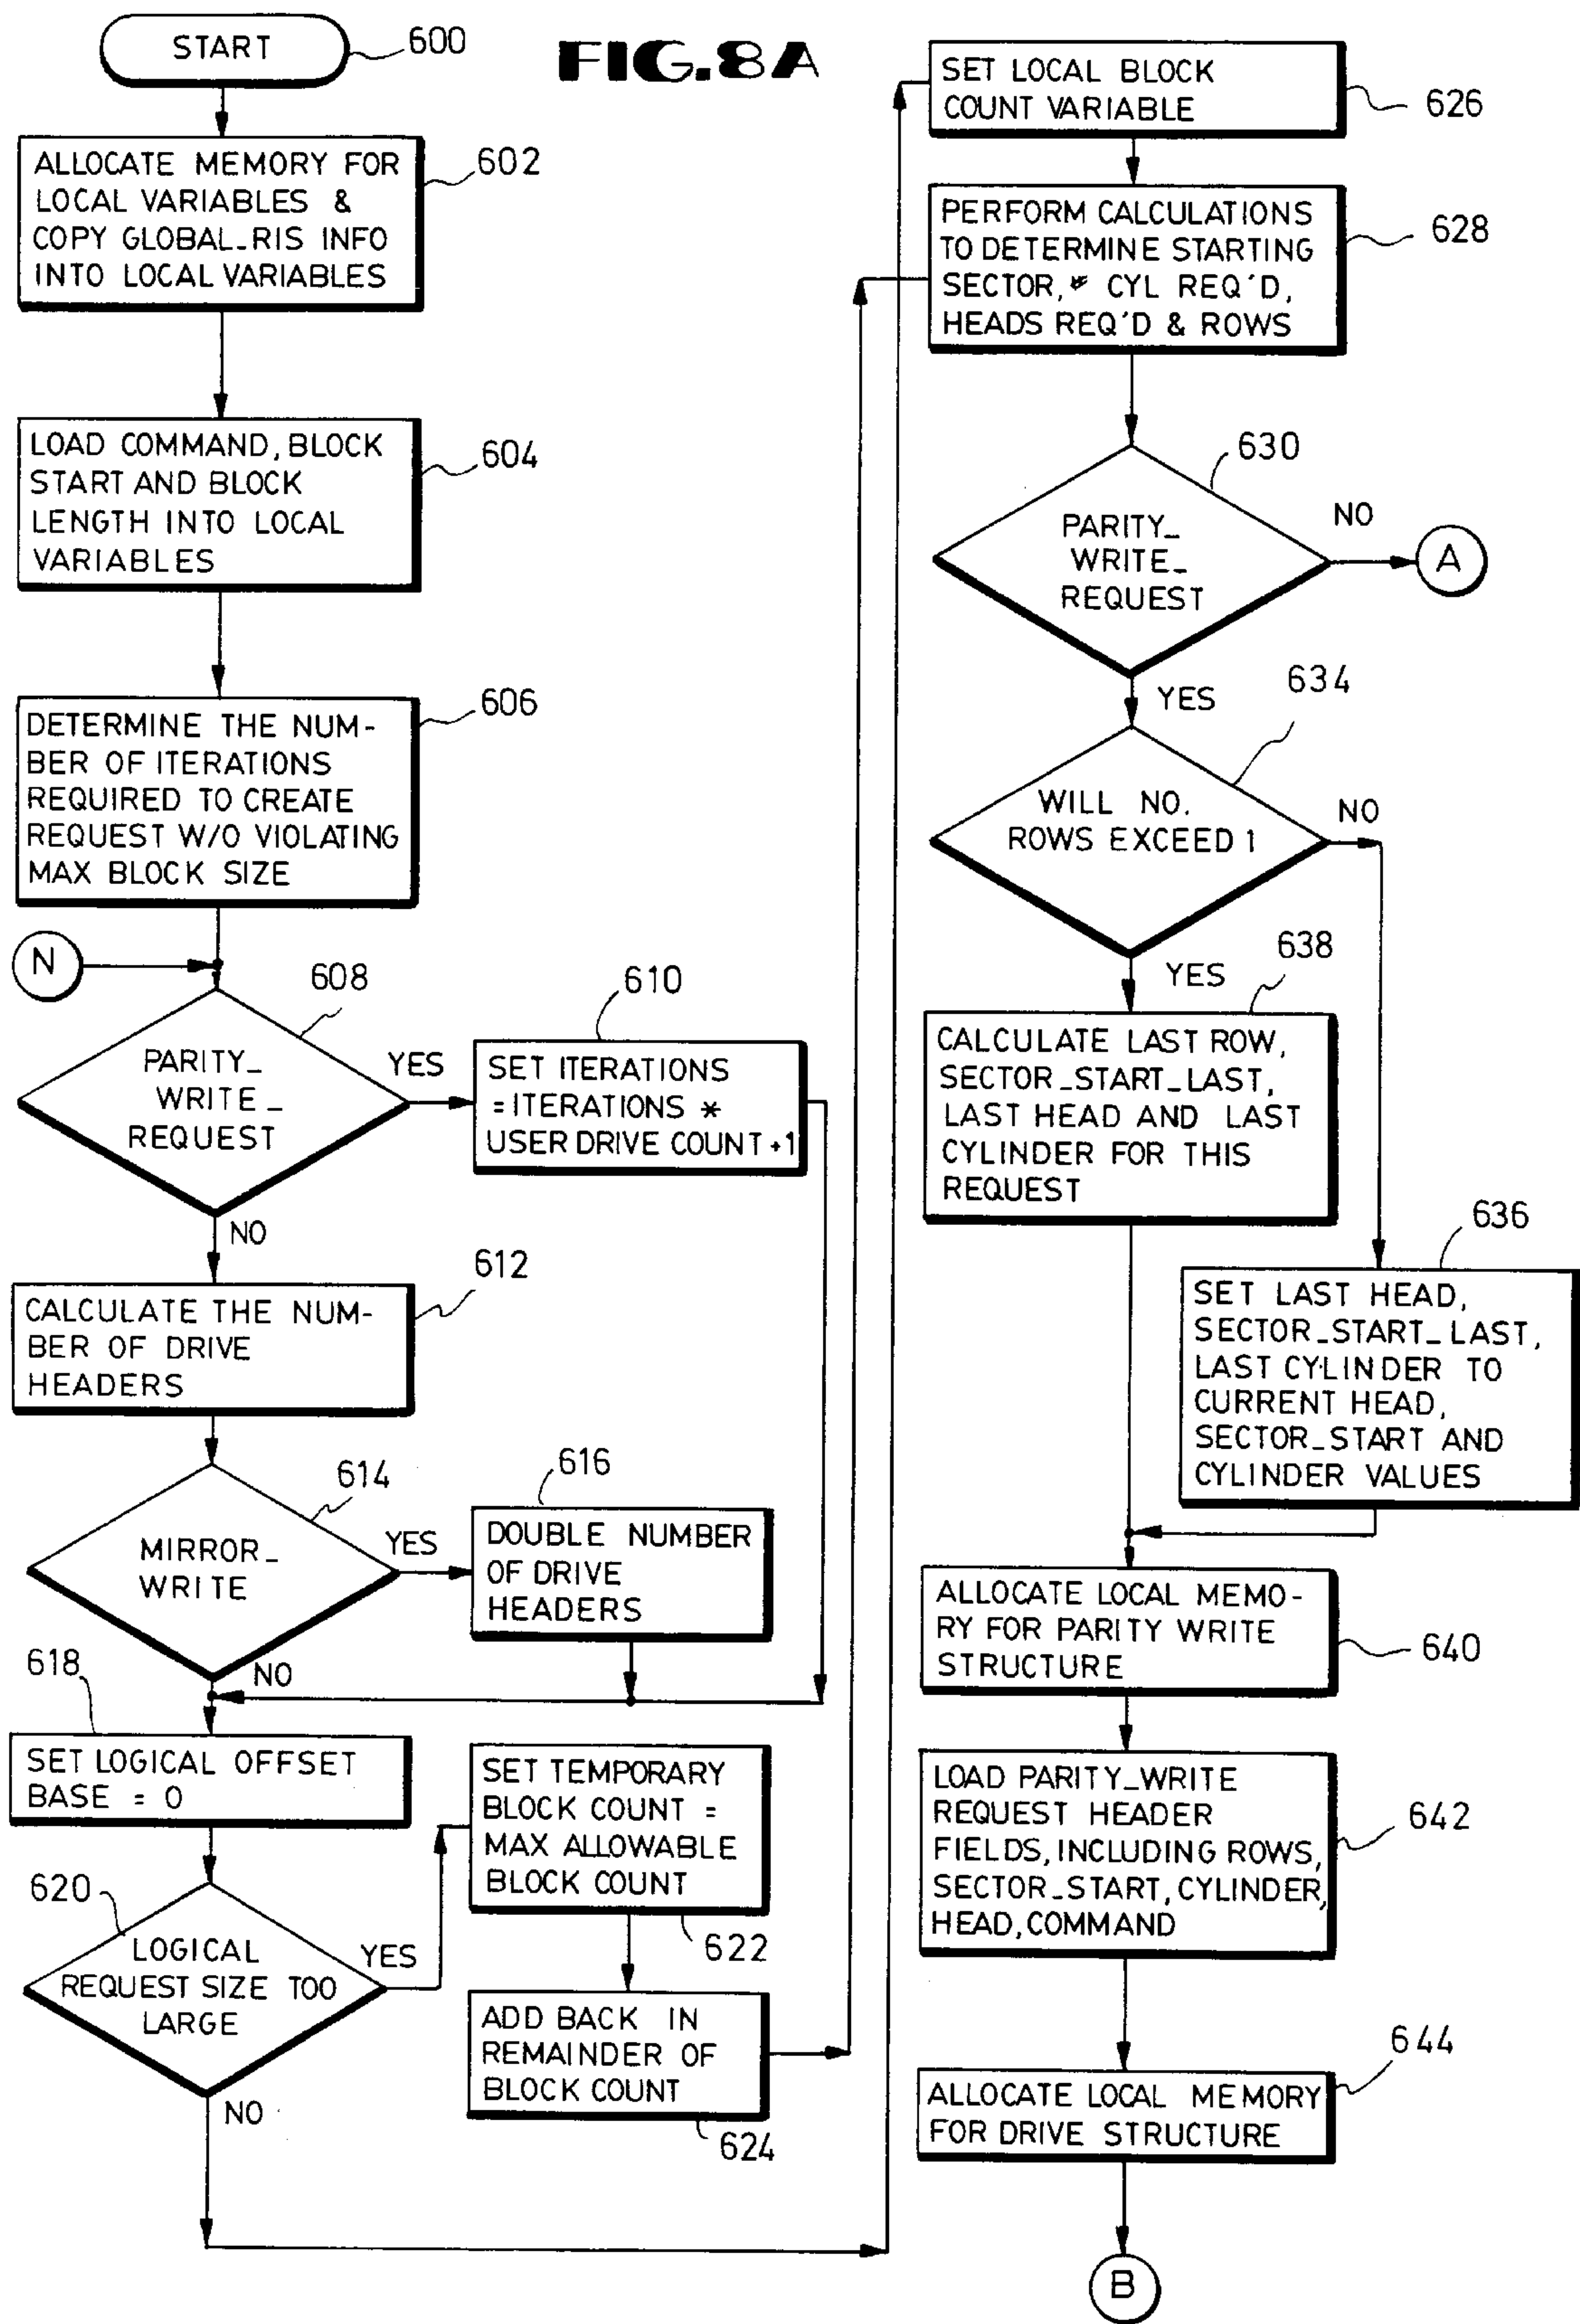 FIG.8A
START
600
ALLOCATE MEMORY FOR
LOCAL VARIABLES &
COPY GLOBAL_RIS INFO
INTO LOCAL VARIABLES
602
LOAD COMMAND, BLOCK
START AND BLOCK
LENGTH INTO LOCAL
VARIABLES
604
DETERMINE THE NUM-
BER OF ITERATIONS
REQUIRED TO CREATE
REQUEST W/O VIOLATING
MAX BLOCK SIZE
606
N
608
PARITY_
WRITE_
REQUEST
YES
NO
610
SET ITERATIONS
= ITERATIONS *
USER DRIVE COUNT +1
612
CALCULATE THE NUM-
BER OF DRIVE
HEADERS
614
MIRROR_
WRITE
YES
NO
616
DOUBLE NUMBER
OF DRIVE
HEADERS
618
SET LOGICAL OFFSET
BASE = 0
620
LOGICAL
REQUEST SIZE TOO
LARGE
YES
NO
SET TEMPORARY
BLOCK COUNT =
MAX ALLOWABLE
BLOCK COUNT
622
ADD BACK IN
REMAINDER OF
BLOCK COUNT
624
SET LOCAL BLOCK
COUNT VARIABLE
626
PERFORM CALCULATIONS
TO DETERMINE STARTING
SECTOR, # CYL REQ'D,
HEADS REQ'D & ROWS
628
630
PARITY_
WRITE_
REQUEST
NO
A
YES
634
WILL NO.
ROWS EXCEED 1
NO
YES
638
CALCULATE LAST ROW,
SECTOR_START_LAST,
LAST HEAD AND LAST
CYLINDER FOR THIS
REQUEST
636
SET LAST HEAD,
SECTOR_START_LAST,
LAST CYLINDER TO
CURRENT HEAD,
SECTOR_START AND
CYLINDER VALUES
ALLOCATE LOCAL MEMO-
RY FOR PARITY WRITE
STRUCTURE
640
LOAD PARITY_WRITE
REQUEST HEADER
FIELDS, INCLUDING ROWS,
SECTOR_START, CYLINDER,
HEAD, COMMAND
642
644
ALLOCATE LOCAL MEMORY
FOR DRIVE STRUCTURE
B